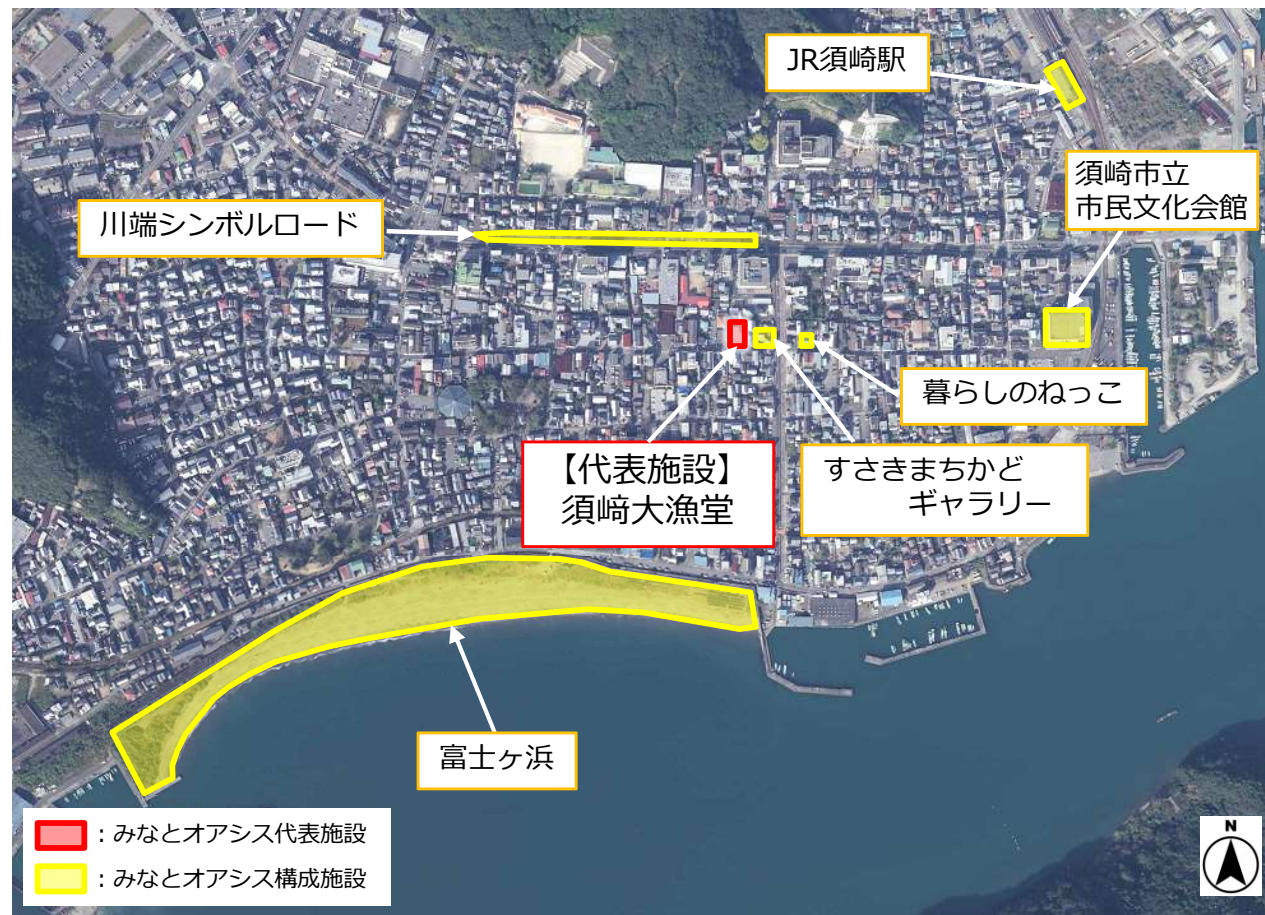 JR須崎駅
須崎市立
市民文化会館
川端シンボルロード
暮らしのねっこ
【代表施設】
須﨑大漁堂
すさきまちかど
ギャラリー
富士ヶ浜
：みなとオアシス代表施設
：みなとオアシス構成施設
N